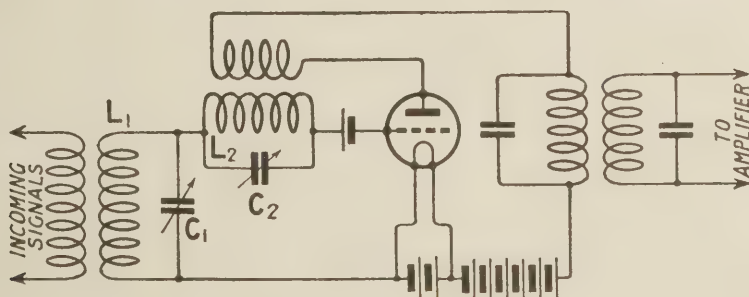 INCOMING
SIGNALS
L₁
C₁
L₂
C₂
TO
AMPLIFIER